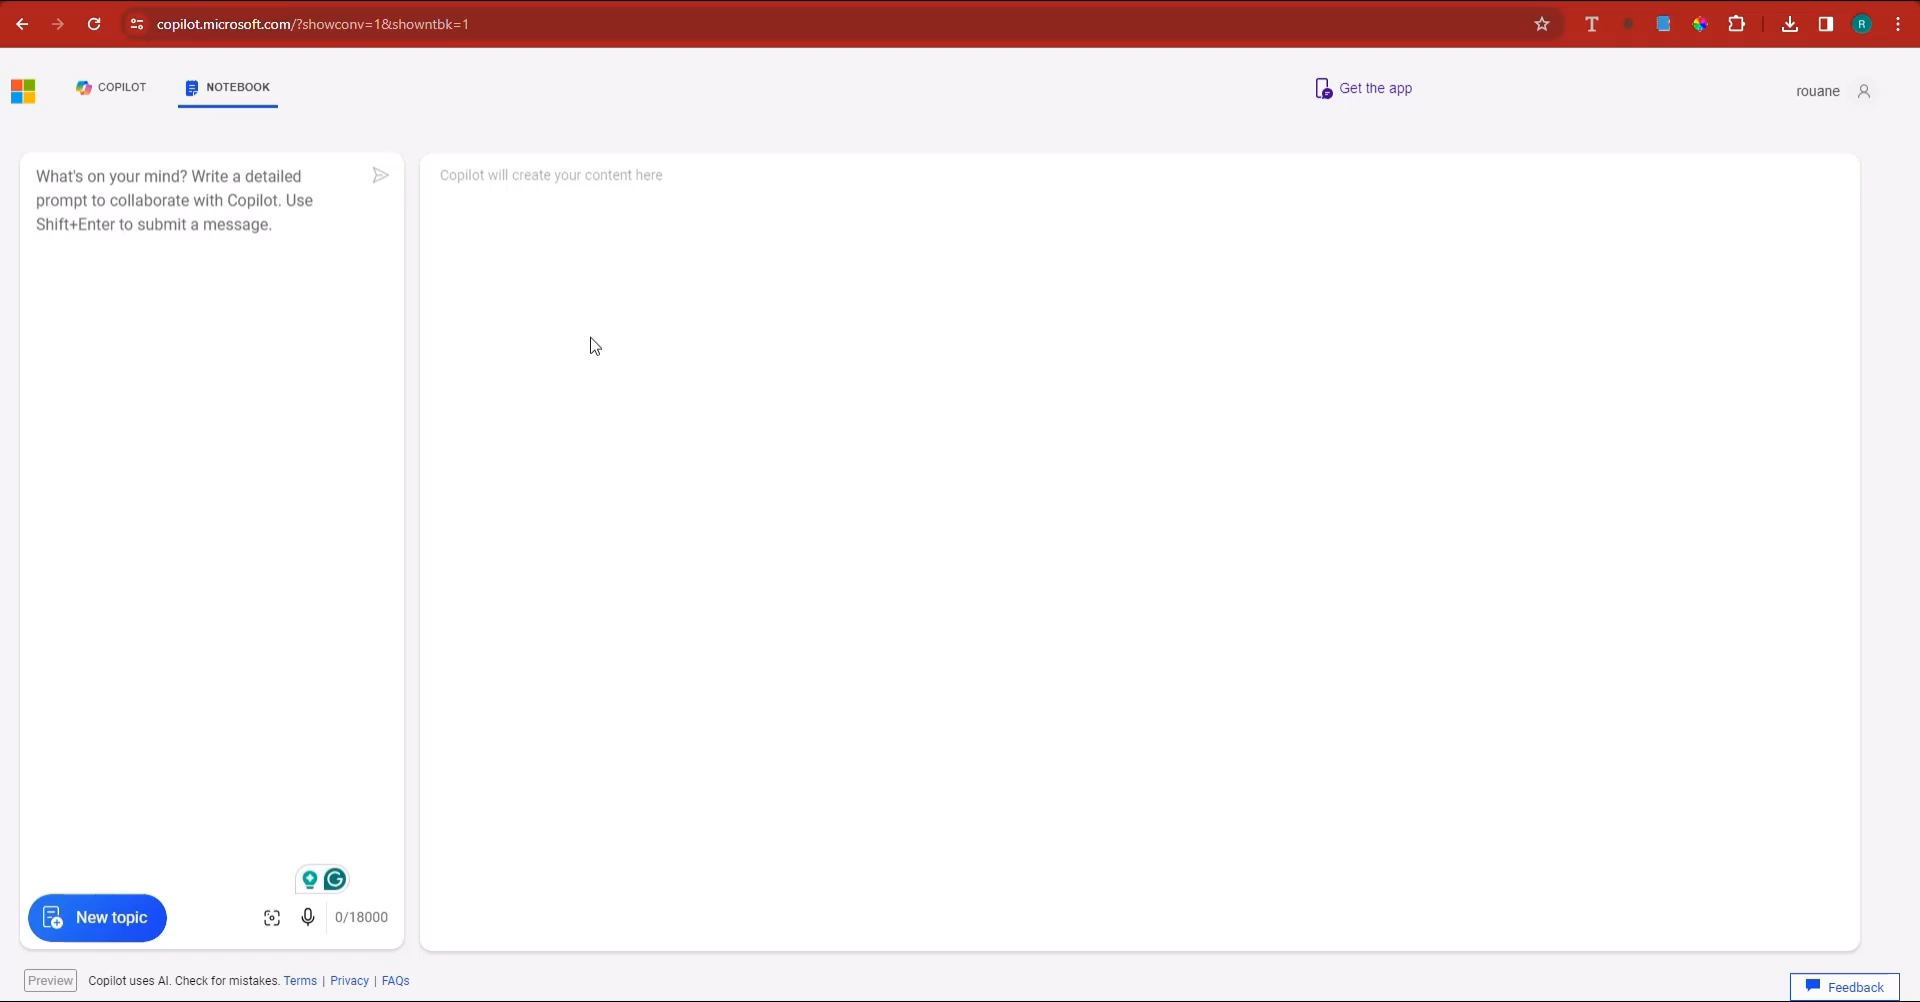 copilot.microsoft.com/?showconv=1&showntbk=1
T
R
COPILOT
NOTEBOOK
Get the app
rouane
What's on your mind? Write a detailed
prompt to collaborate with Copilot. Use
Shift+Enter to submit a message.
Copilot will create your content here
G
New topic
0/18000
Preview
Copilot uses AI. Check for mistakes. Terms | Privacy | FAQs
Feedback